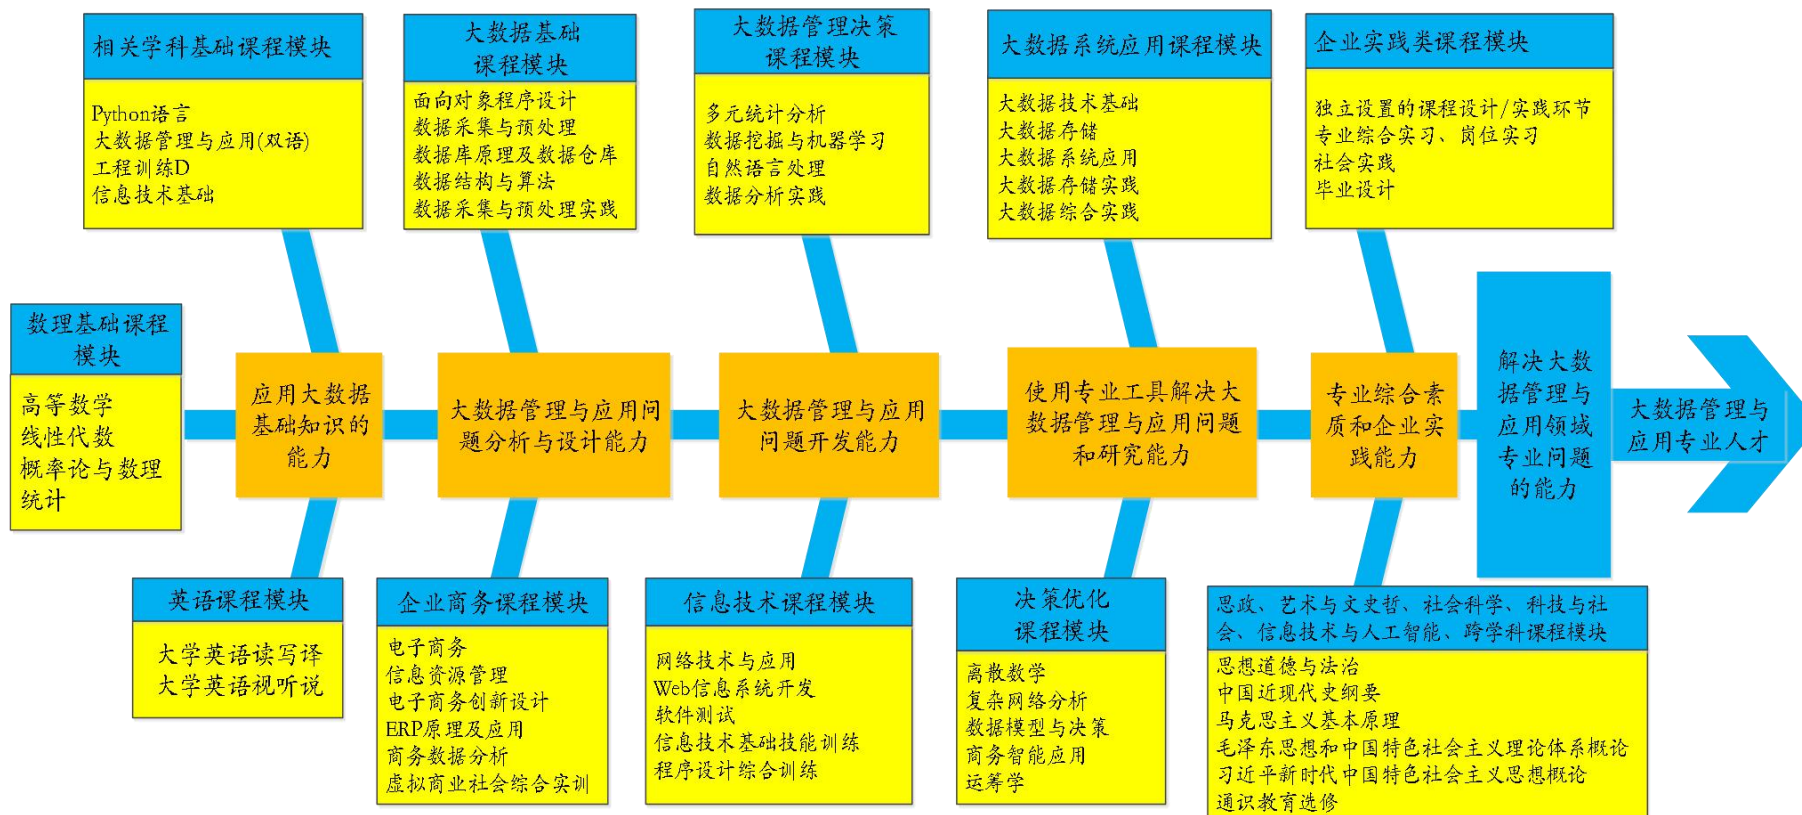 相关学科基础课程模块
Python语言
大数据管理与应用(双语)
工程训练D
信息技术基础
大数据基础
课程模块
面向对象程序设计
数据采集与预处理
数据库原理及数据仓库
数据结构与算法
数据采集与预处理实践
大数据管理决策
课程模块
多元统计分析
数据挖掘与机器学习
自然语言处理
数据分析实践
大数据系统应用课程模块
大数据技术基础
大数据存储
大数据系统应用
大数据存储实践
大数据综合实践
企业实践类课程模块
独立设置的课程设计/实践环节
专业综合实习、岗位实习
社会实践
毕业设计
数理基础课程
模块
高等数学
线性代数
概率论与数理
统计
应用大数据
基础知识的
能力
大数据管理与应用问
题分析与设计能力
大数据管理与应用
问题开发能力
使用专业工具解决大
数据管理与应用问题
和研究能力
专业综合素
质和企业实
践能力
解决大数
据管理与
应用领域
专业问题
的能力
大数据管理与
应用专业人才
英语课程模块
大学英语读写译
大学英语视听说
企业商务课程模块
电子商务
信息资源管理
电子商务创新设计
ERP原理及应用
商务数据分析
虚拟商业社会综合实训
信息技术课程模块
网络技术与应用
Web信息系统开发
软件测试
信息技术基础技能训练
程序设计综合训练
决策优化
课程模块
离散数学
复杂网络分析
数据模型与决策
商务智能应用
运筹学
思政、艺术与文史哲、社会科学、科技与社
会、信息技术与人工智能、跨学科课程模块
思想道德与法治
中国近现代史纲要
马克思主义基本原理
毛泽东思想和中国特色社会主义理论体系概论
习近平新时代中国特色社会主义思想概论
通识教育选修